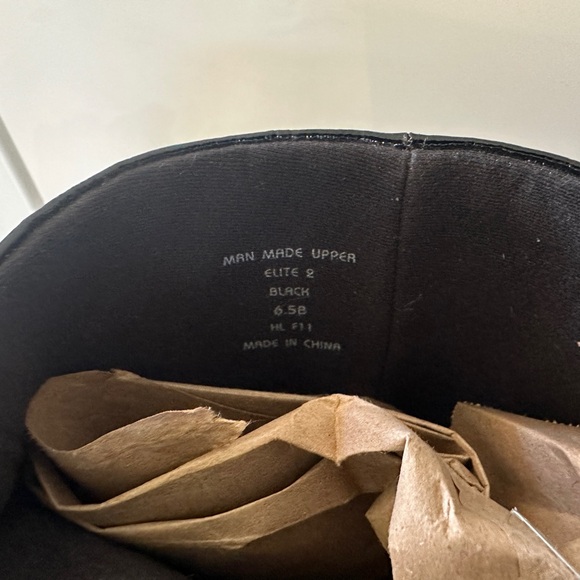 MAN MADE UPPER
ELITE 2
BLACK
6.5B
HL F11
MADE IN CHINA